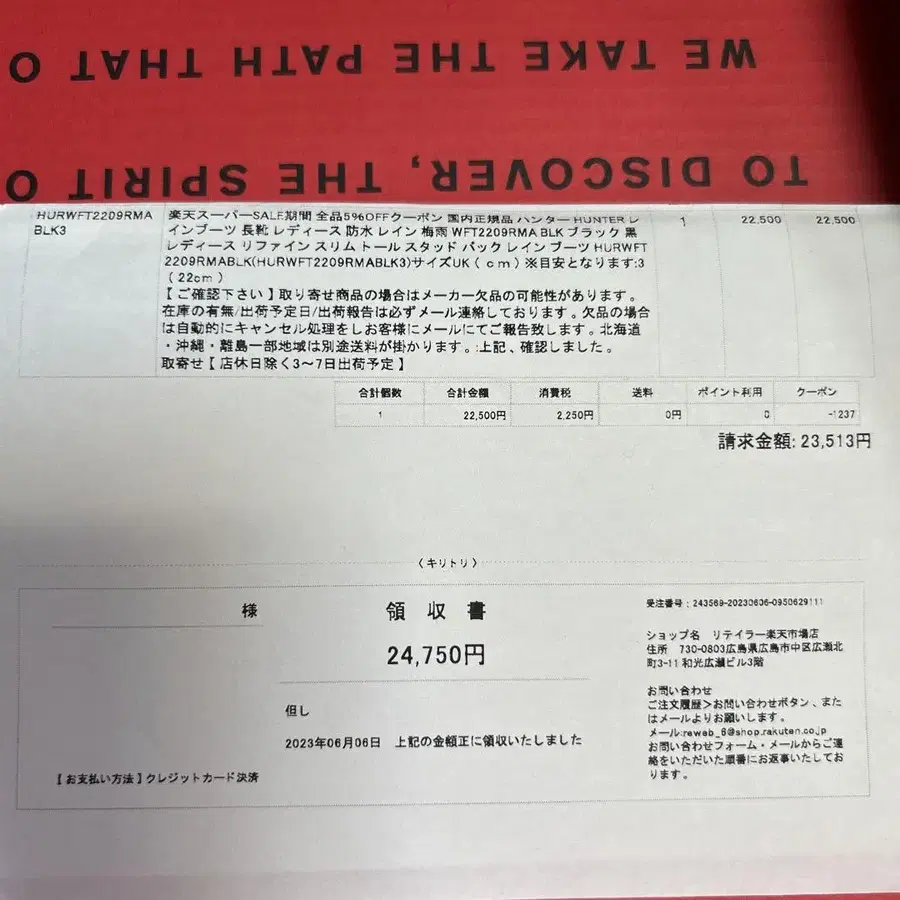 WE TAKE THE PATH THAT O
TO DISCOVER, THE SPIRIT O
HURWFT2209RMA
BLK3
楽天スーパーSALE期間 全品5%OFFクーポン 国内正規品 ハンター HUNTER レ
インブーツ 長靴 レディース 防水 レイン 梅雨 WFT2209RMA BLK ブラック 黒
レディース リファイン スリム トール スタッド バック レイン ブーツ HURWFT
2209RMABLK(HURWFT2209RMABLK3)サイズUK(cm)※目安となります:3
(22cm)
【ご確認下さい】取り寄せ商品の場合はメーカー欠品の可能性があります。
在庫の有無/出荷予定日/出荷報告は必ずメール連絡しております。欠品の場合
は自動的にキャンセル処理をしお客様にメールにてご報告致します。北海道
・沖縄・離島一部地域は別途送料が掛かります。:上記、確認しました。
取寄せ【店休日除く3~7日出荷予定】
1 22,500 22,500
合計個数 合計金額 消費税 送料 ポイント利用 クーポン
1 22,500円 2,250円 0円 0 -1237
請求金額: 23,513円
(キリトリ)
様
領収書
24,750円
但し
2023年06月06日 上記の金額正に領収いたしました
【お支払い方法】クレジットカード決済
受注番号:243569-20230606-0950629111
ショップ名 リテイラー楽天市場店
住所 730-0803広島県広島市中区広瀬北
町3-11 和光広瀬ビル3階
お問い合わせ
ご注文履歴>お問い合わせボタン、また
はメールよりお願いします。
メール:reweb_6@shop.rakuten.co.jp
お問い合わせフォーム・メールからご連
絡をいただいた順番にお返事いたしてお
ります。